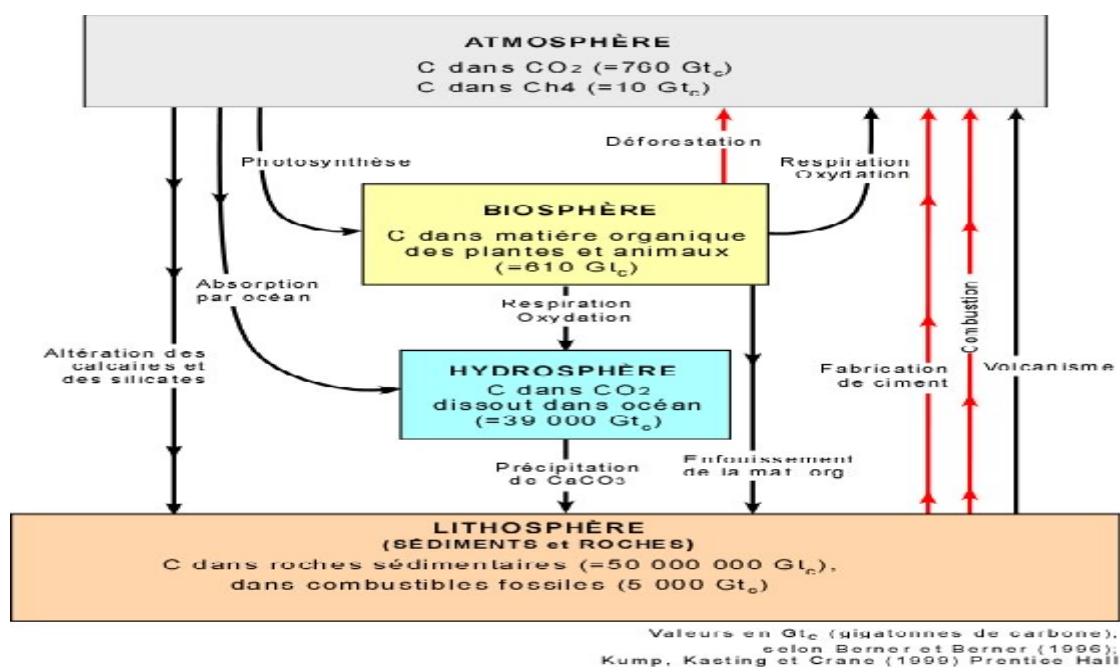 ATMOSPHÈRE
C dans CO2 (=760 Gtc)
C dans Ch4 (=10 Gtc)
Photosynthèse
Déforestation
Respiration
Oxydation
BIOSPHÈRE
C dans matière organique
des plantes et animaux
(=610 Gtc)
Absorption
par océan
Respiration
Oxydation
Altération des
calcaires et
des silicates
HYDROSPHÈRE
C dans CO2
dissout dans océan
(=39 000 Gtc)
Fabrication
de ciment
Combustion
Volcanisme
Précipitation
de CaCO3
Enfouissement
de la mat. org.
LITHOSPHÈRE
(SÉDIMENTS et ROCHES)
C dans roches sédimentaires (=50 000 000 Gtc),
dans combustibles fossiles (5 000 Gtc)
Valeurs en Gtc (gigatonnes de carbone),
selon Berner et Berner (1996),
Kump, Kasting et Crane (1999) Prentice Hall